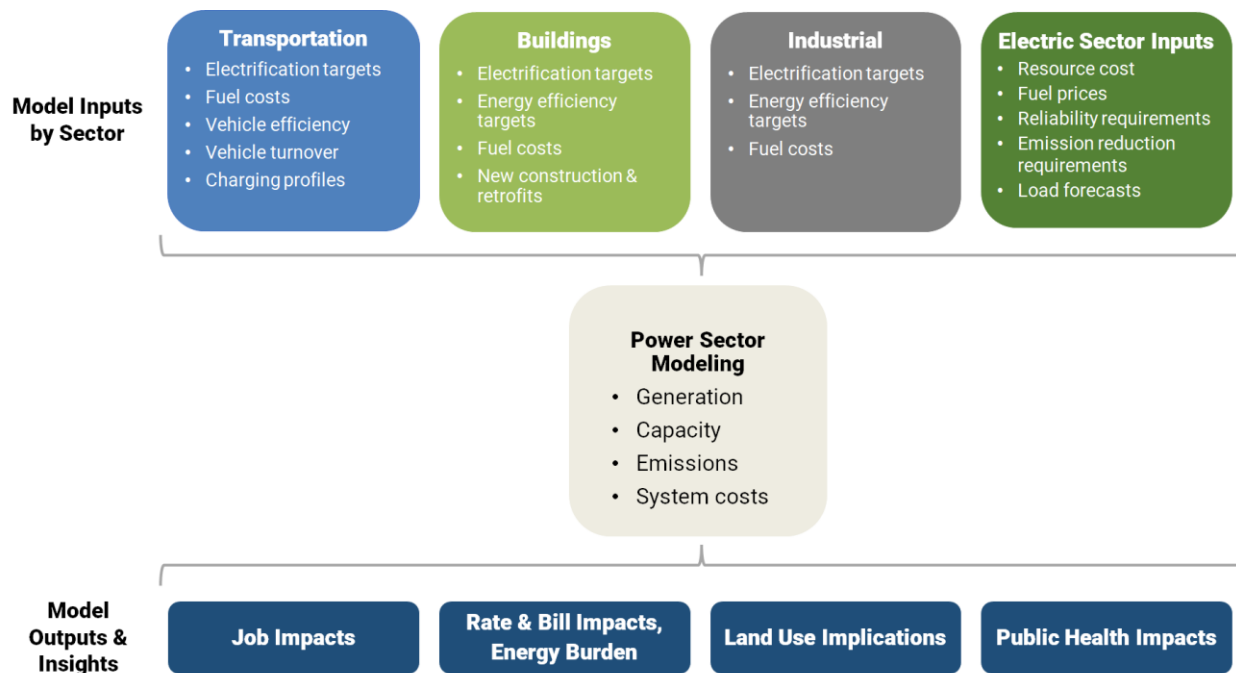 Model Inputs
by Sector
Transportation
• Electrification targets
• Fuel costs
• Vehicle efficiency
• Vehicle turnover
• Charging profiles
Buildings
• Electrification targets
• Energy efficiency
targets
• Fuel costs
• New construction &
retrofits
Industrial
• Electrification targets
• Energy efficiency
targets
• Fuel costs
Electric Sector Inputs
• Resource cost
• Fuel prices
• Reliability requirements
• Emission reduction
requirements
• Load forecasts
Power Sector
Modeling
• Generation
• Capacity
• Emissions
• System costs
Model
Outputs &
Insights
Job Impacts
Rate & Bill Impacts,
Energy Burden
Land Use Implications
Public Health Impacts